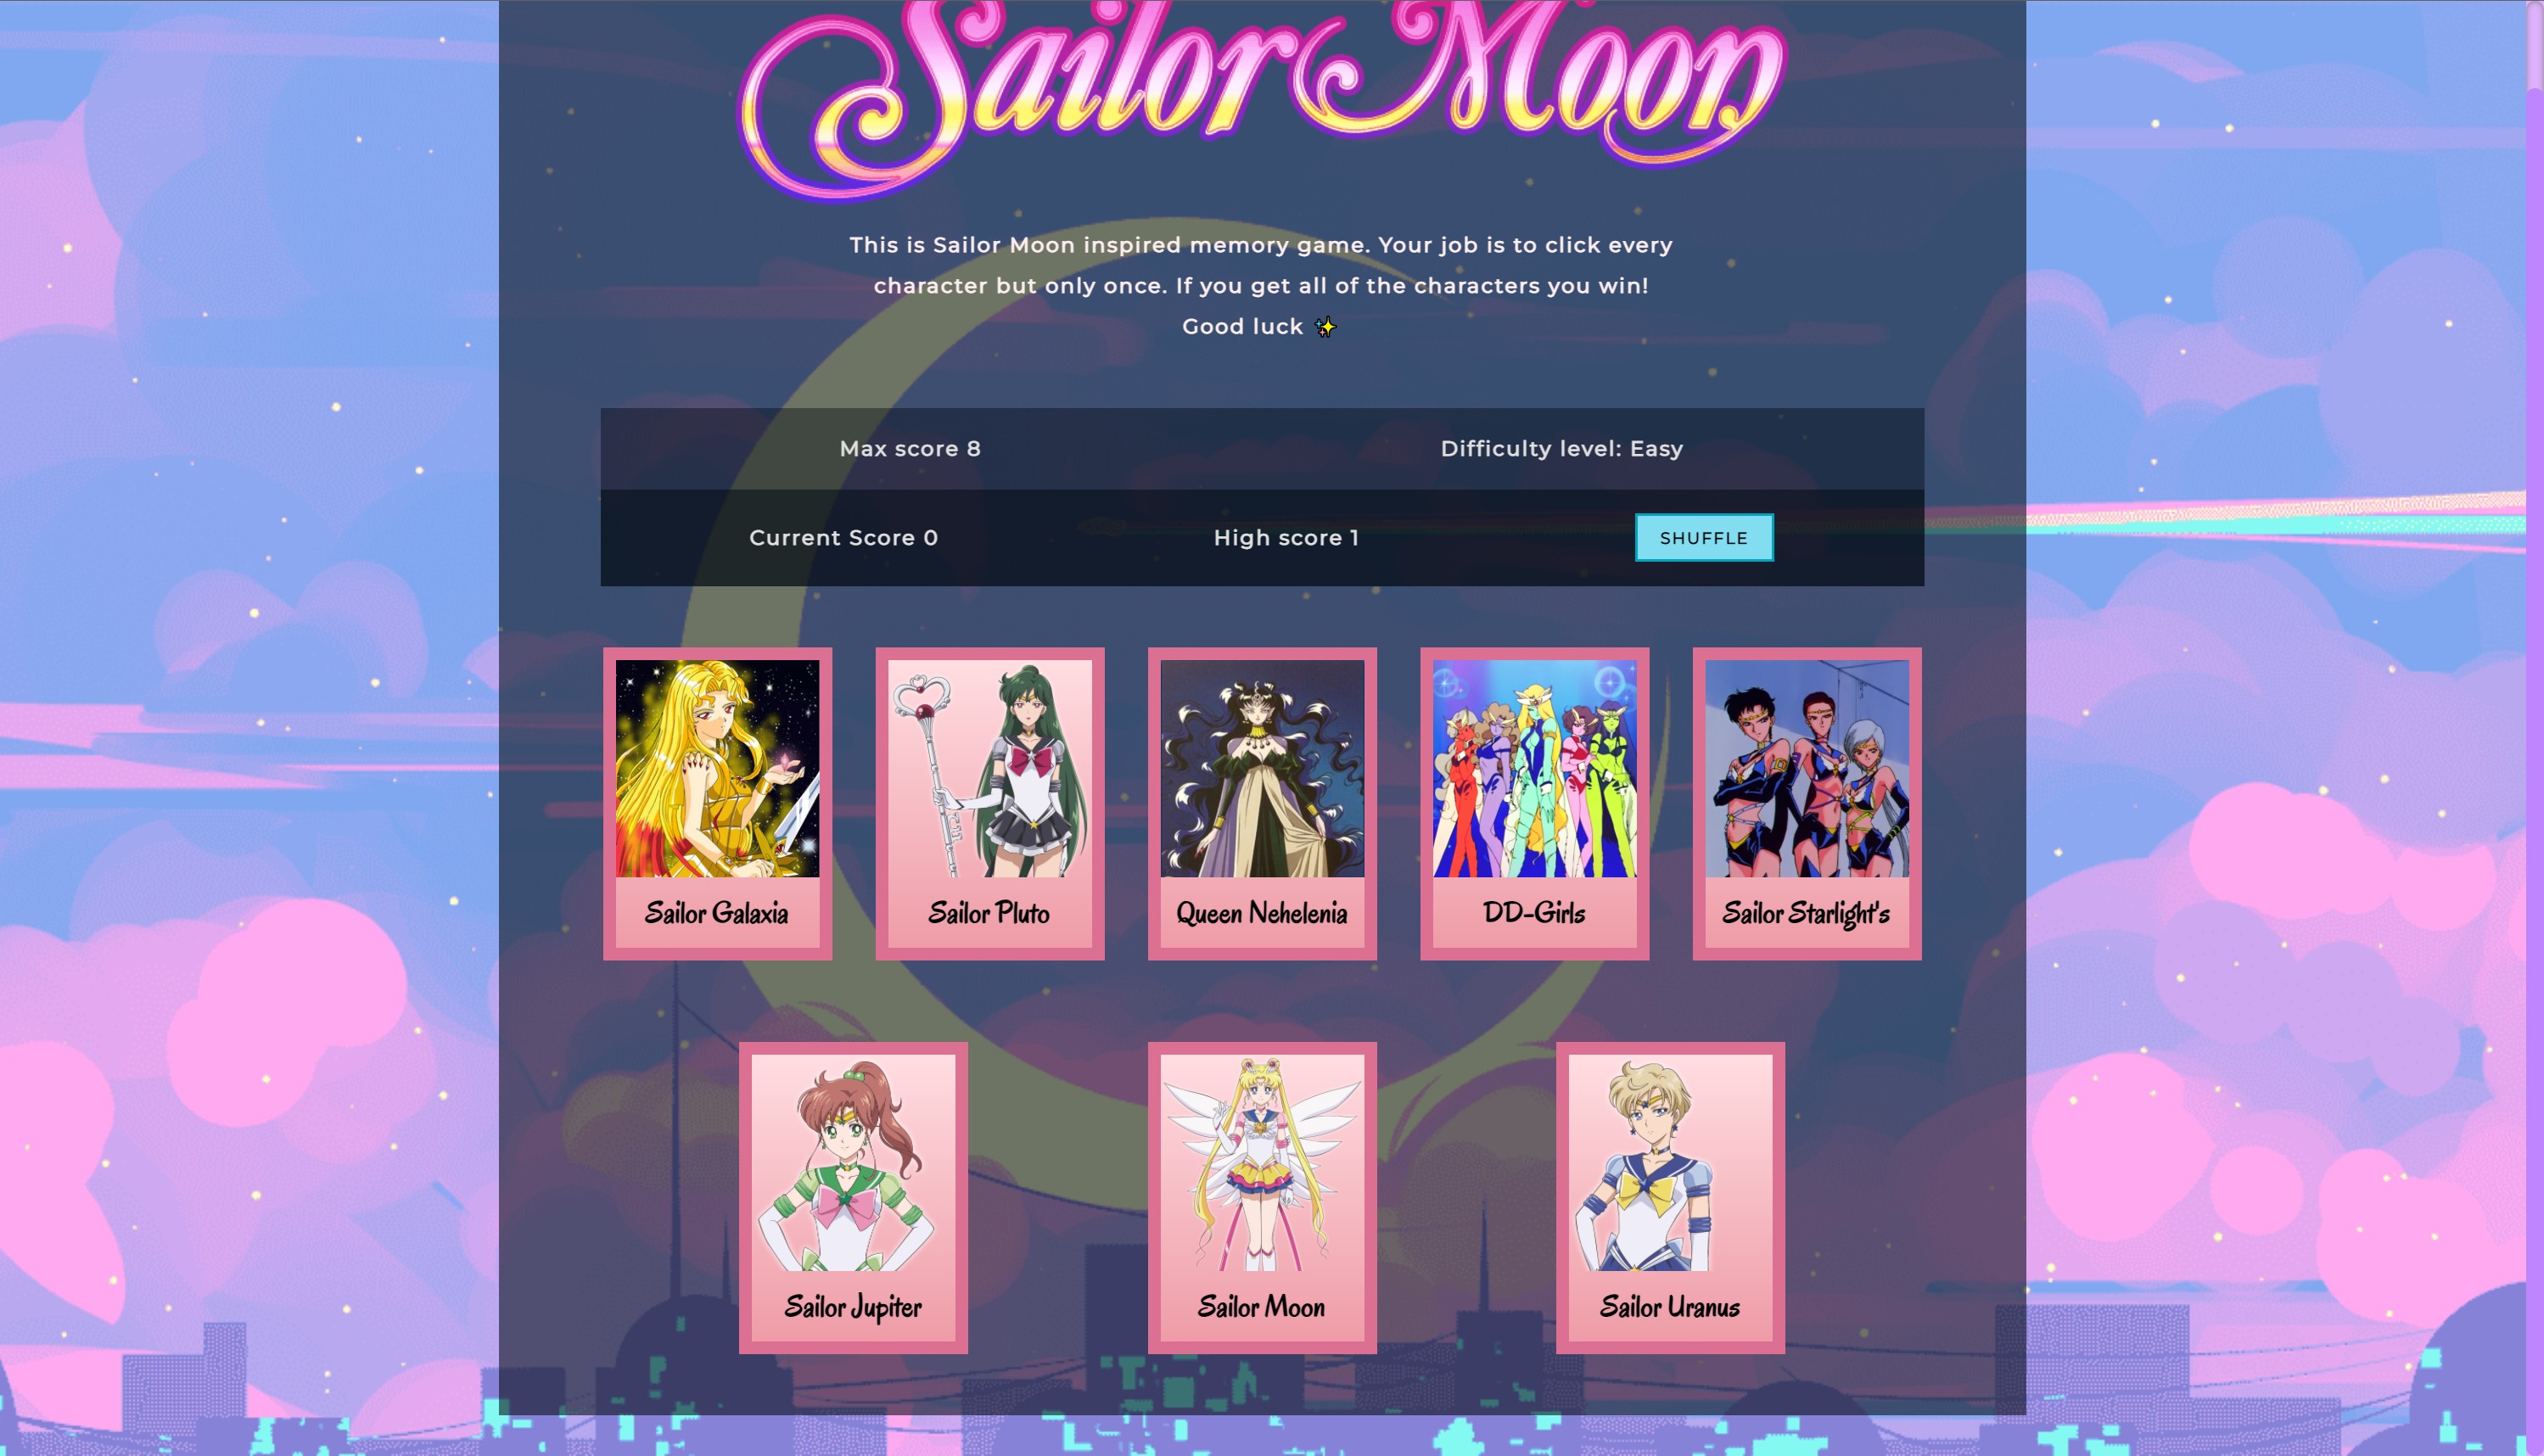 Sailor Moon
This is Sailor Moon inspired memory game. Your job is to click every
character but only once. If you get all of the characters you win!
Good luck ✨
Max score 8
Difficulty level: Easy
Current Score 0
High score 1
SHUFFLE
Sailor Galaxia
Sailor Pluto
Queen Nehelenia
DD-Girls
Sailor Starlight's
Sailor Jupiter
Sailor Moon
Sailor Uranus